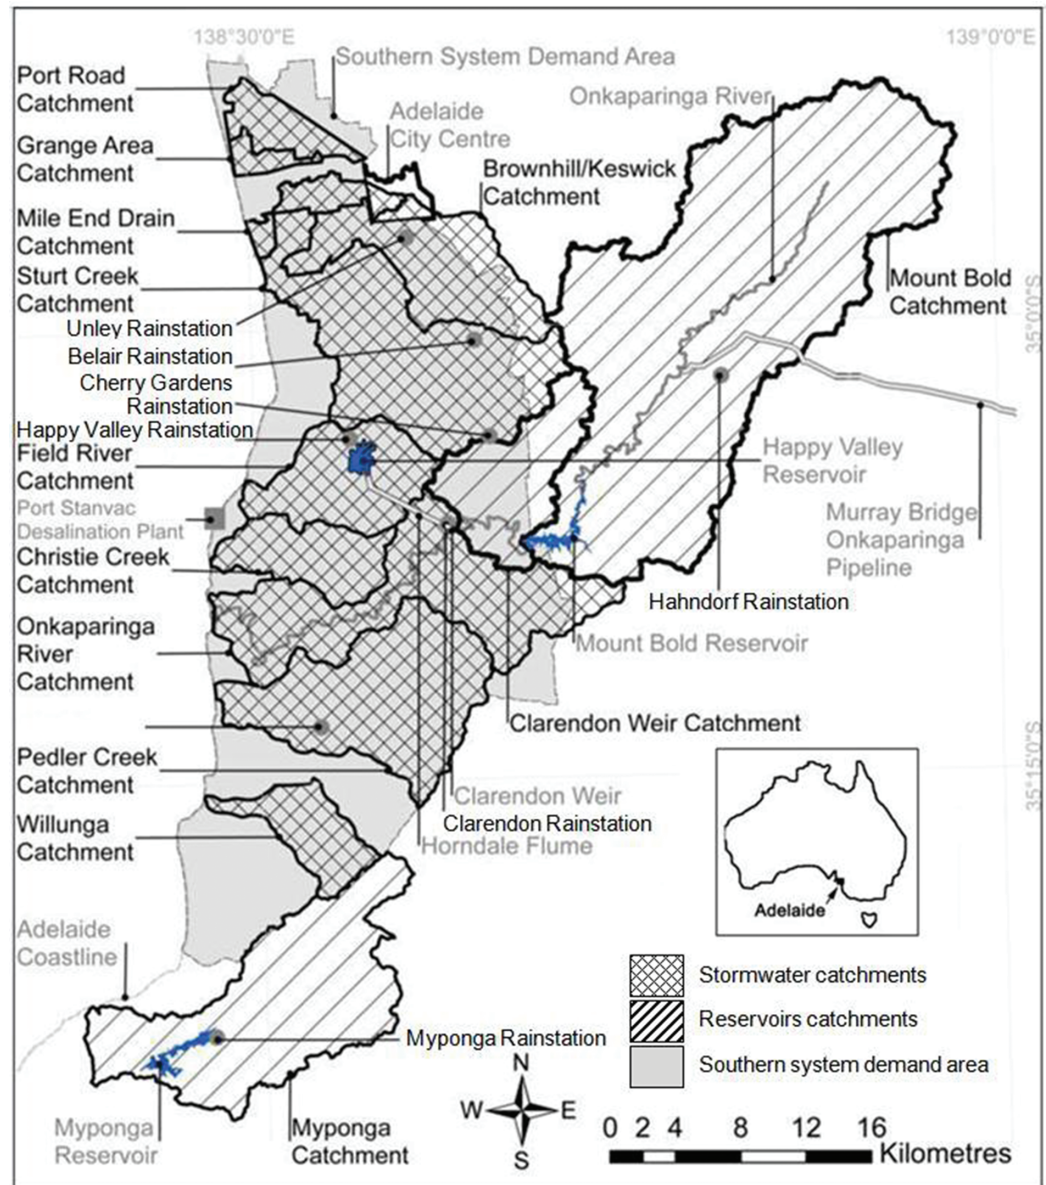 138°30'0"E
139°0'0"E
Southern System Demand Area
Port Road
Catchment
Onkaparinga River
Adelaide
City Centre
Grange Area
Catchment
Brownhill/Keswick
Catchment
Mile End Drain
Catchment
Sturt Creek
Catchment
Mount Bold
Catchment
35°0'0"S
Unley Rainstation
Belair Rainstation
Cherry Gardens
Rainstation
Happy Valley Rainstation
Field River
Catchment
Happy Valley
Reservoir
Port Stanvac
Desalination Plant
Murray Bridge
Onkaparinga
Pipeline
Christie Creek
Catchment
Hahndorf Rainstation
Onkaparinga
River
Catchment
Mount Bold Reservoir
Clarendon Weir Catchment
Pedler Creek
Catchment
35°15'0"S
Clarendon Weir
Clarendon Rainstation
Horndale Flume
Willunga
Catchment
Adelaide
Adelaide
Coastline
Stormwater catchments
Reservoirs catchments
Southern system demand area
Myponga Rainstation
N
W E
S
0 2 4 8 12 16
Kilometres
Myponga
Reservoir
Myponga
Catchment